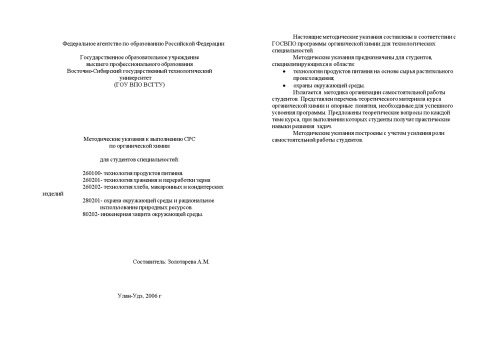 Федеральное агентство по образованию Российской Федерации
Государственное образовательное учреждение
высшего профессионального образования
Восточно-Сибирский государственный технологический
университет
(ГОУ ВПО ВСГТУ)
Методические указания к выполнению СРС
по органической химии
для студентов специальностей:
260100- технология продуктов питания.
260201- технология хранения и переработки зерна
260202- технология хлеба, макаронных и кондитерских
изделий
280201- охрана окружающей среды и рациональное
использование природных ресурсов.
80202- инженерная защита окружающей среды.
Составитель: Золотарева А.М.
Улан-Удэ, 2006 г
Настоящие методические указания составлены в соответствии с
ГОСВПО программы органической химии для технологических
специальностей
Методические указания предназначены для студентов,
специализирующихся в области:
• технологии продуктов питания на основе сырья растительного
происхождения;
• охраны окружающей среды.
Излагается методика организации самостоятельной работы
студентов. Представлен перечень теоретического материала курса
органической химии и опорные понятия, необходимые для успешного
усвоения программы. Предложены теоретические вопросы по каждой
теме курса, при выполнении которых студенты получат практические
навыки решения задач.
Методические указания построены с учетом усиления роли
самостоятельной работы студентов.